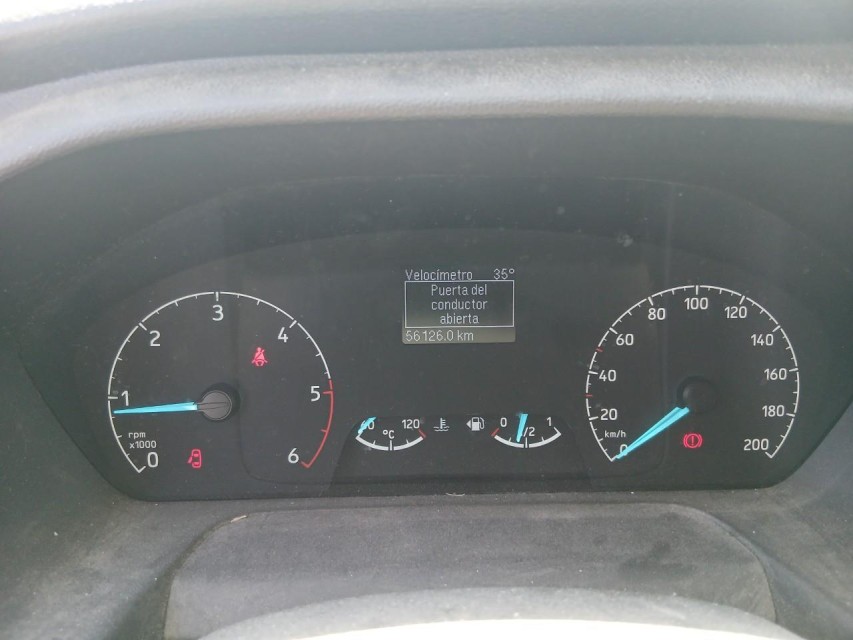 Velocímetro 35°
Puerta del
conductor
abierta
56126.0 km
0 1 2 3 4 5 6
rpm
x1000
120
°C
0 1/2 1
0 20 40 60 80 100 120 140 160 180 200
km/h